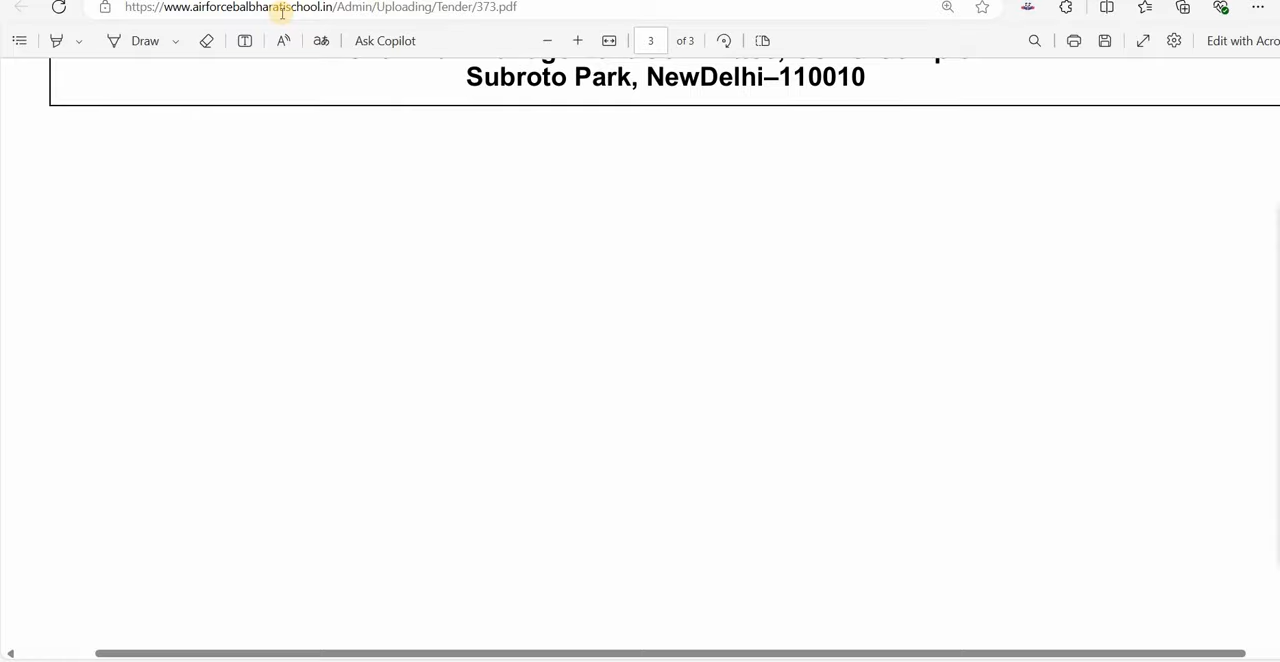 https://www.airforcebalbharatischool.in/Admin/Uploading/Tender/373.pdf
Draw
Ask Copilot
3 of 3
Edit with Acro
Subroto Park, NewDelhi–110010